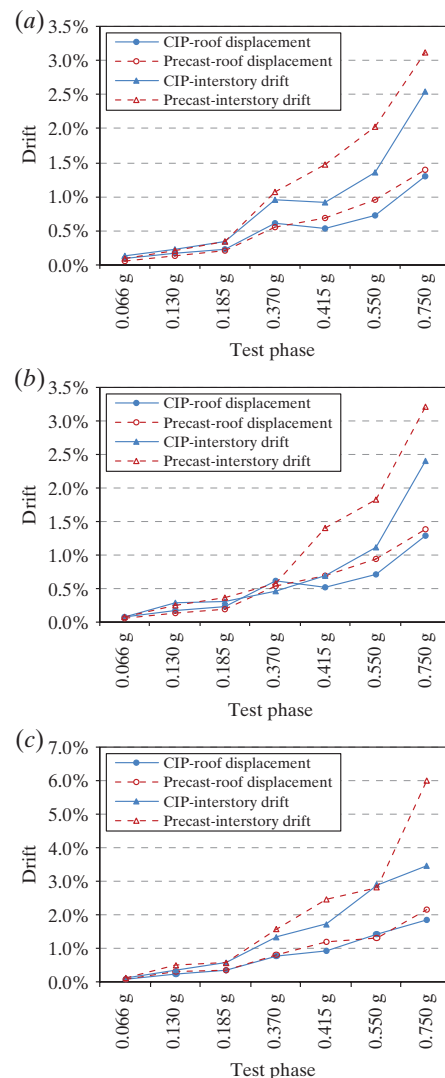 (a)
3.5%
3.0%
2.5%
2.0%
1.5%
1.0%
0.5%
0.0%
Drift
CIP-roof displacement
Precast-roof displacement
CIP-interstory drift
Precast-interstory drift
0.066 g
0.130 g
0.185 g
0.370 g
0.415 g
0.550 g
0.750 g
Test phase
(b)
3.5%
3.0%
2.5%
2.0%
1.5%
1.0%
0.5%
0.0%
Drift
CIP-roof displacement
Precast-roof displacement
CIP-interstory drift
Precast-interstory drift
0.066 g
0.130 g
0.185 g
0.370 g
0.415 g
0.550 g
0.750 g
Test phase
(c)
7.0%
6.0%
5.0%
4.0%
3.0%
2.0%
1.0%
0.0%
Drift
CIP-roof displacement
Precast-roof displacement
CIP-interstory drift
Precast-interstory drift
0.066 g
0.130 g
0.185 g
0.370 g
0.415 g
0.550 g
0.750 g
Test phase